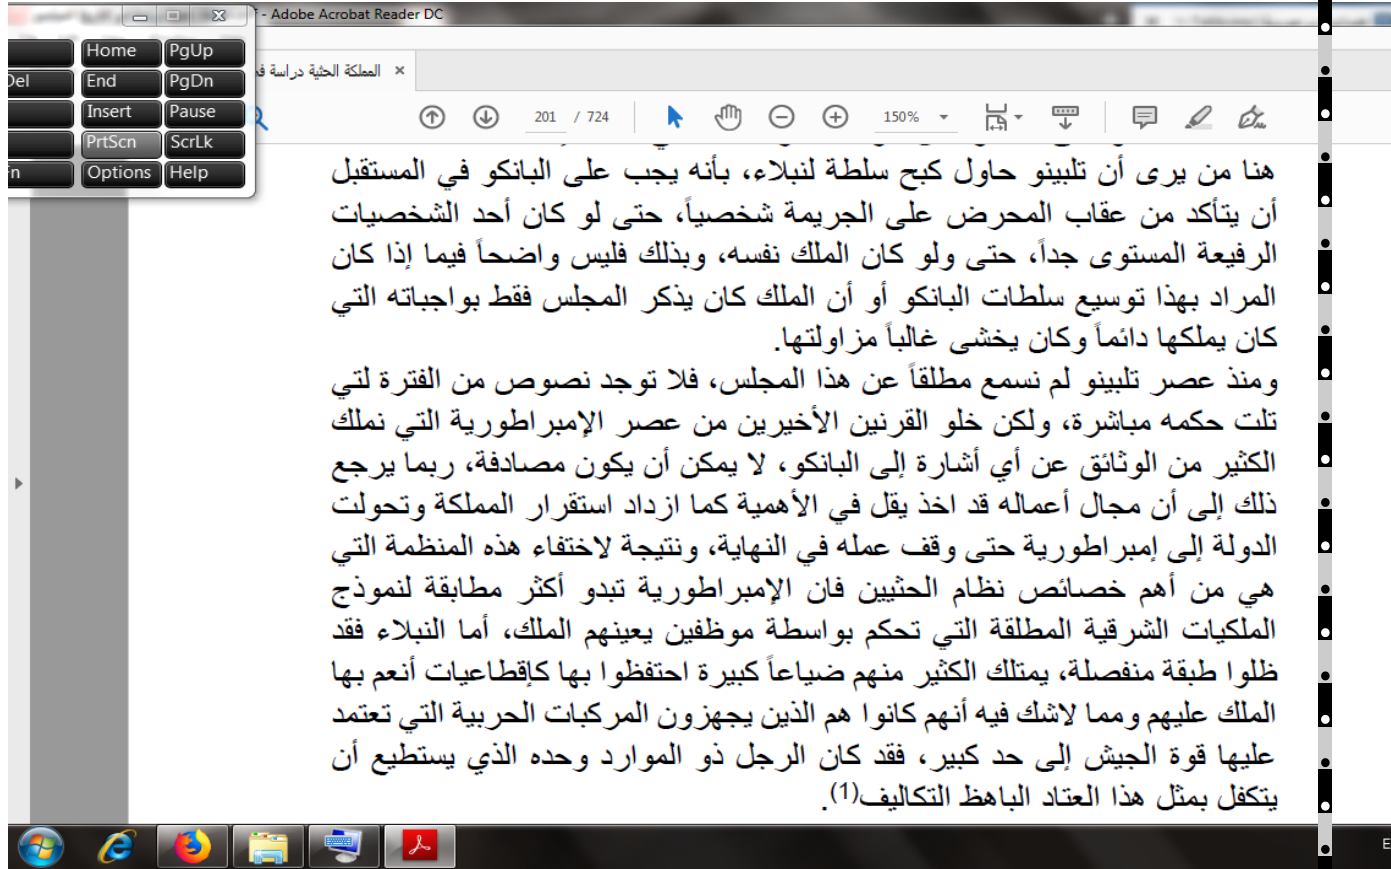 - Adobe Acrobat Reader DC
Home PgUp
Del End PgDn
Insert Pause
PrtScn ScrLk
Fn Options Help
المملكة الحثية دراسة في
201 / 724
150%
هنا من يرى أن تلبينو حاول كبح سلطة لنبلاء، بأنه يجب على البانكو في المستقبل
أن يتأكد من عقاب المحرض على الجريمة شخصياً، حتى لو كان أحد الشخصيات
الرفيعة المستوى جداً، حتى ولو كان الملك نفسه، وبذلك فليس واضحاً فيما إذا كان
المراد بهذا توسيع سلطات البانكو أو أن الملك كان يذكر المجلس فقط بواجباته التي
كان يملكها دائماً وكان يخشى غالباً مزاولتها.
ومنذ عصر تلبينو لم نسمع مطلقاً عن هذا المجلس، فلا توجد نصوص من الفترة لتي
تلت حكمه مباشرة، ولكن خلو القرنين الأخيرين من عصر الإمبراطورية التي نملك
الكثير من الوثائق عن أي أشارة إلى البانكو، لا يمكن أن يكون مصادفة، ربما يرجع
ذلك إلى أن مجال أعماله قد اخذ يقل في الأهمية كما ازداد استقرار المملكة وتحولت
الدولة إلى إمبراطورية حتى وقف عمله في النهاية، ونتيجة لاختفاء هذه المنظمة التي
هي من أهم خصائص نظام الحثيين فان الإمبراطورية تبدو أكثر مطابقة لنموذج
الملكيات الشرقية المطلقة التي تحكم بواسطة موظفين يعينهم الملك، أما النبلاء فقد
ظلوا طبقة منفصلة، يمتلك الكثير منهم ضياعاً كبيرة احتفظوا بها كإقطاعيات أنعم بها
الملك عليهم ومما لاشك فيه أنهم كانوا هم الذين يجهزون المركبات الحربية التي تعتمد
عليها قوة الجيش إلى حد كبير، فقد كان الرجل ذو الموارد وحده الذي يستطيع أن
يتكفل بمثل هذا العتاد الباهظ التكاليف(1).